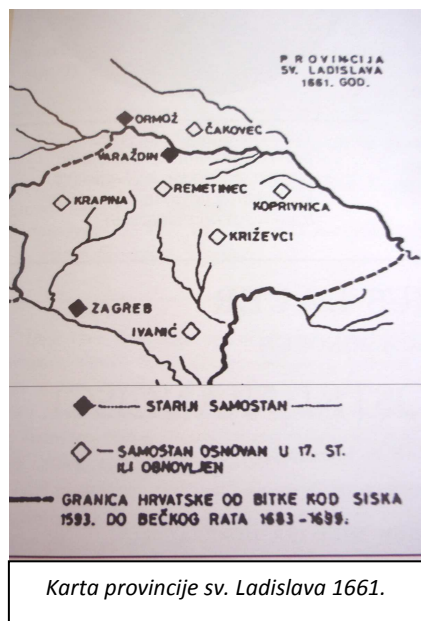 PROVINCIJA
SV. LADISLAVA
1661. GOD.
ORMOŽ
ČAKOVEC
VARAŽDIN
KRAPINA
REMETINEC
KOPRIVNICA
KRIŽEVCI
ZAGREB
IVANIĆ
STARIJI SAMOSTAN
SAMOSTAN OSNOVAN U 17. ST.
ILI OBNOVLJEN
GRANICA HRVATSKE OD BITKE KOD SISKA
1593. DO BEČKOG RATA 1683-1699.
Karta provincije sv. Ladislava 1661.